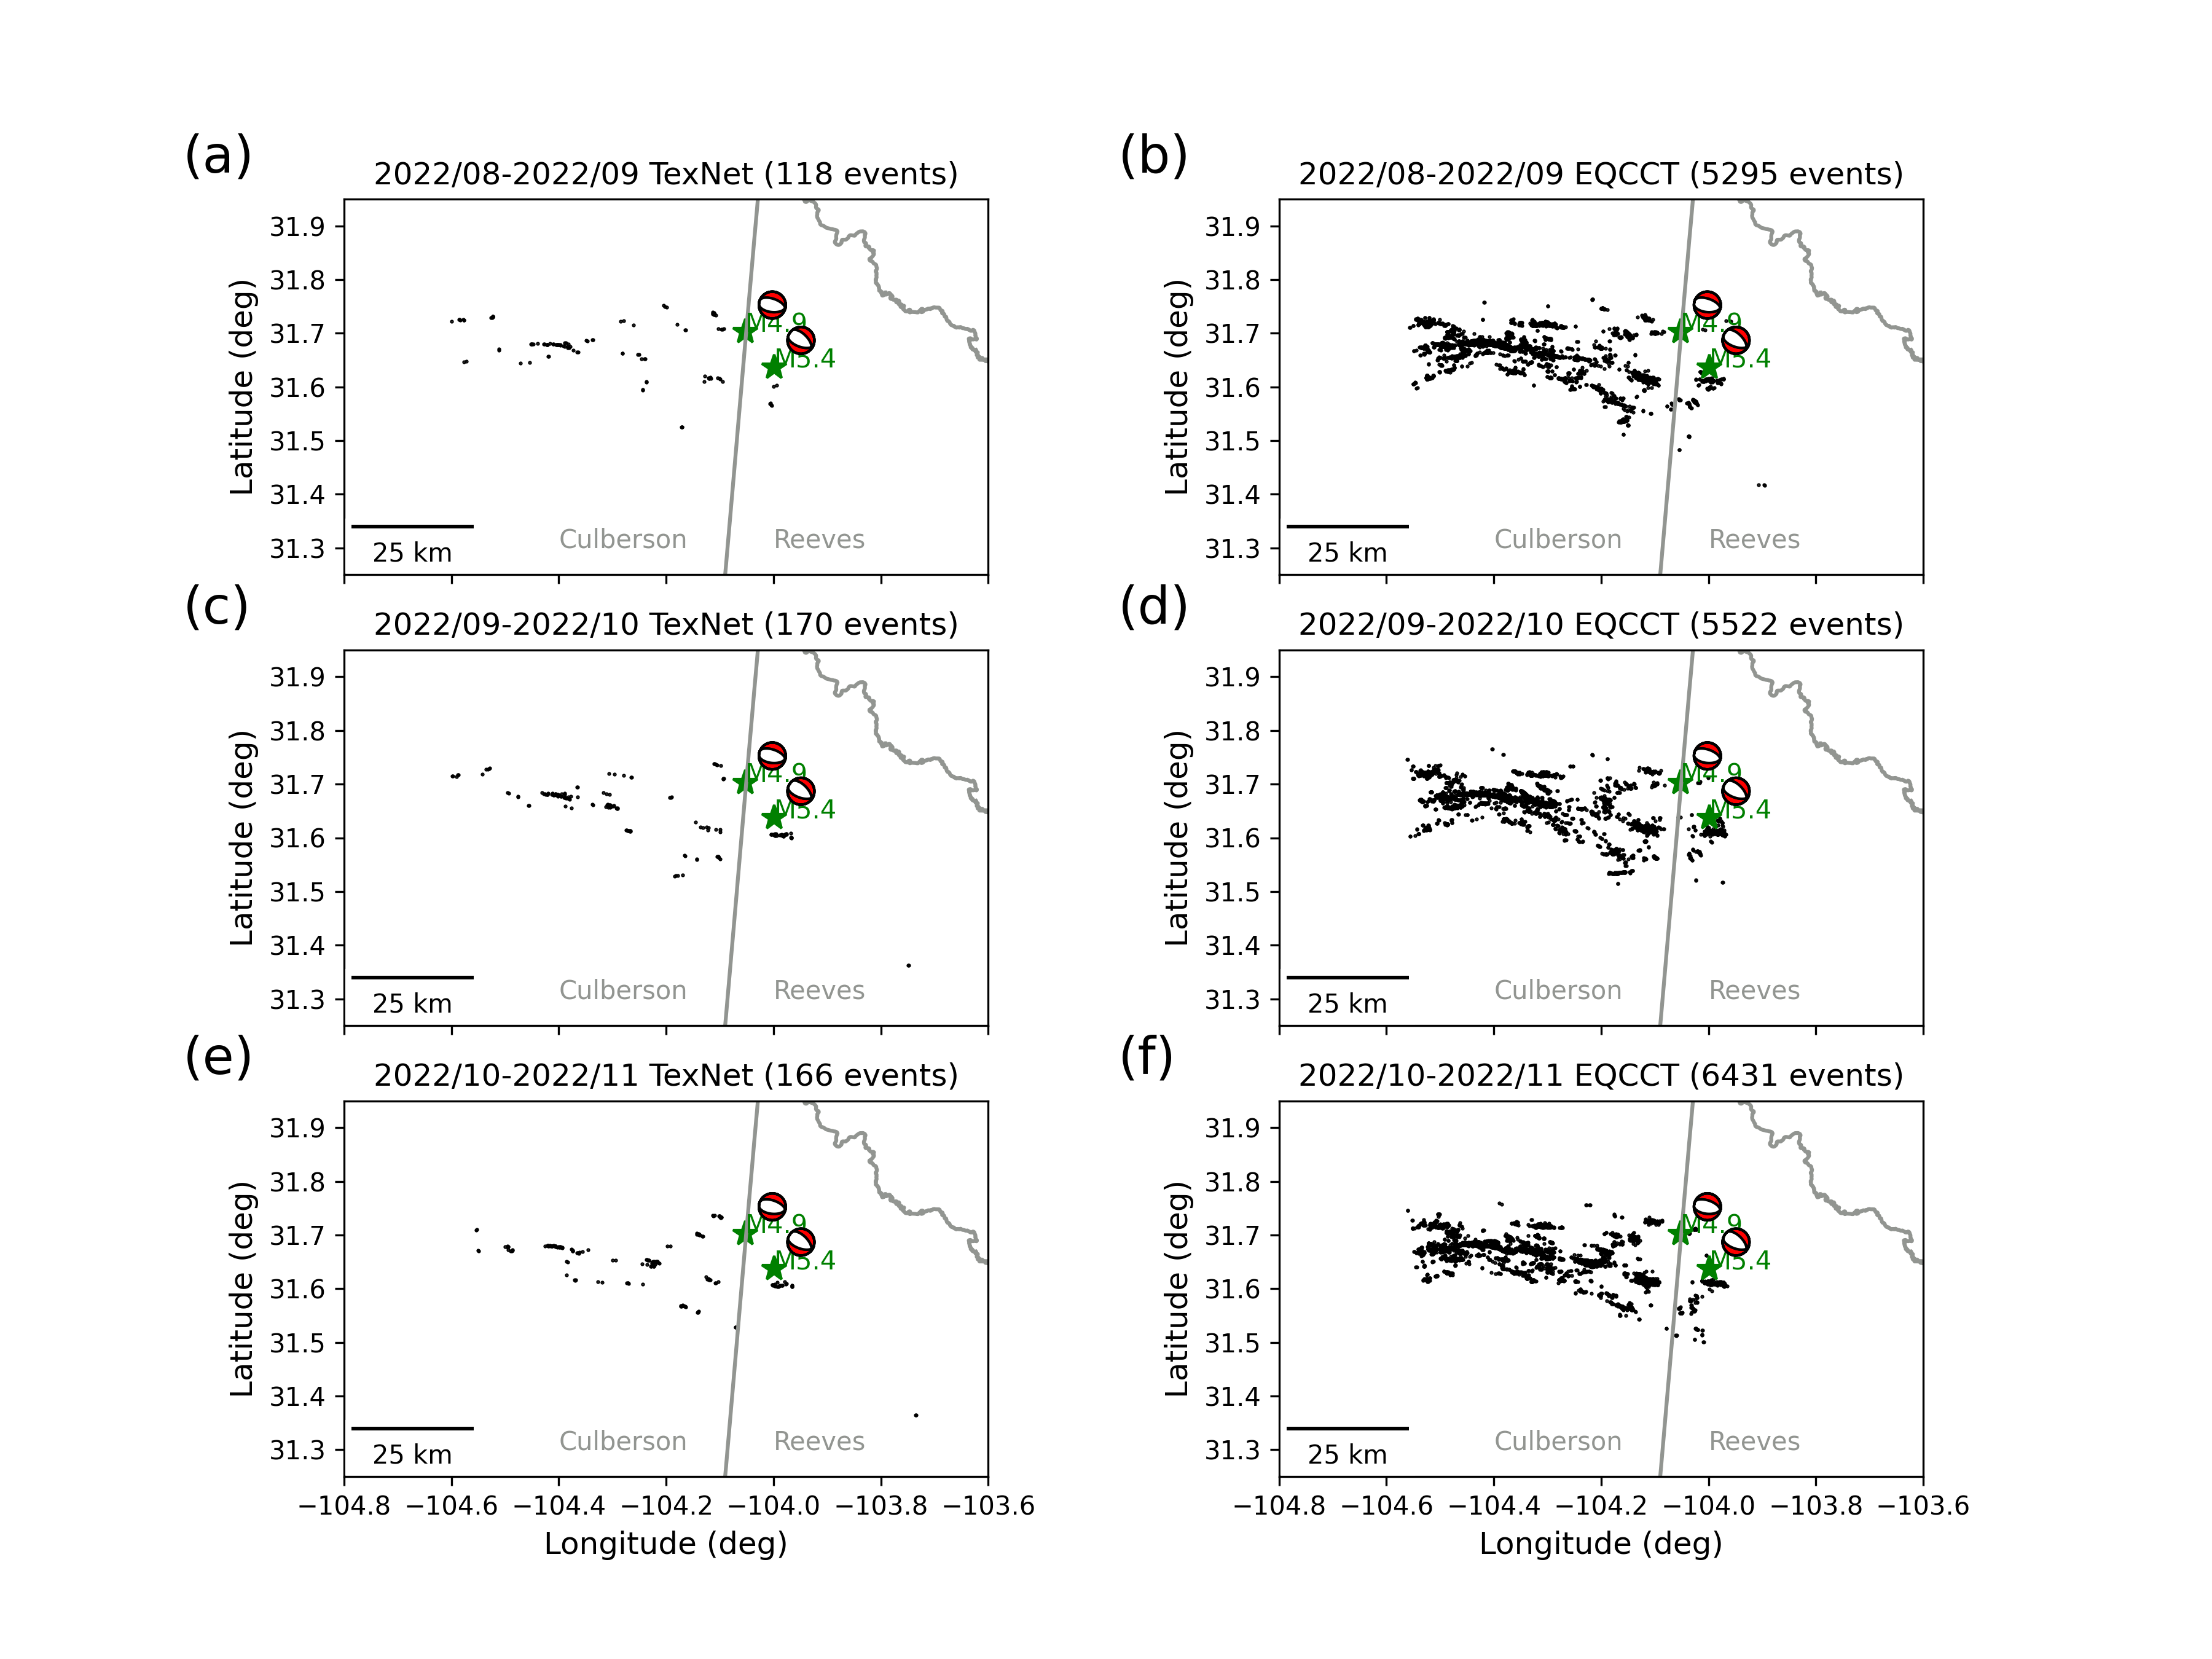 (a)
2022/08-2022/09 TexNet (118 events)
Latitude (deg)
31.9
31.8
31.7
31.6
31.5
31.4
31.3
M4.9
M5.4
25 km
Culberson
Reeves
(b)
2022/08-2022/09 EQCCT (5295 events)
Latitude (deg)
31.9
31.8
31.7
31.6
31.5
31.4
31.3
M4.9
M5.4
25 km
Culberson
Reeves
(c)
2022/09-2022/10 TexNet (170 events)
Latitude (deg)
31.9
31.8
31.7
31.6
31.5
31.4
31.3
M4.9
M5.4
25 km
Culberson
Reeves
(d)
2022/09-2022/10 EQCCT (5522 events)
Latitude (deg)
31.9
31.8
31.7
31.6
31.5
31.4
31.3
M4.9
M5.4
25 km
Culberson
Reeves
(e)
2022/10-2022/11 TexNet (166 events)
Latitude (deg)
31.9
31.8
31.7
31.6
31.5
31.4
31.3
M4.9
M5.4
25 km
Culberson
Reeves
−104.8 −104.6 −104.4 −104.2 −104.0 −103.8 −103.6
Longitude (deg)
(f)
2022/10-2022/11 EQCCT (6431 events)
Latitude (deg)
31.9
31.8
31.7
31.6
31.5
31.4
31.3
M4.9
M5.4
25 km
Culberson
Reeves
−104.8 −104.6 −104.4 −104.2 −104.0 −103.8 −103.6
Longitude (deg)